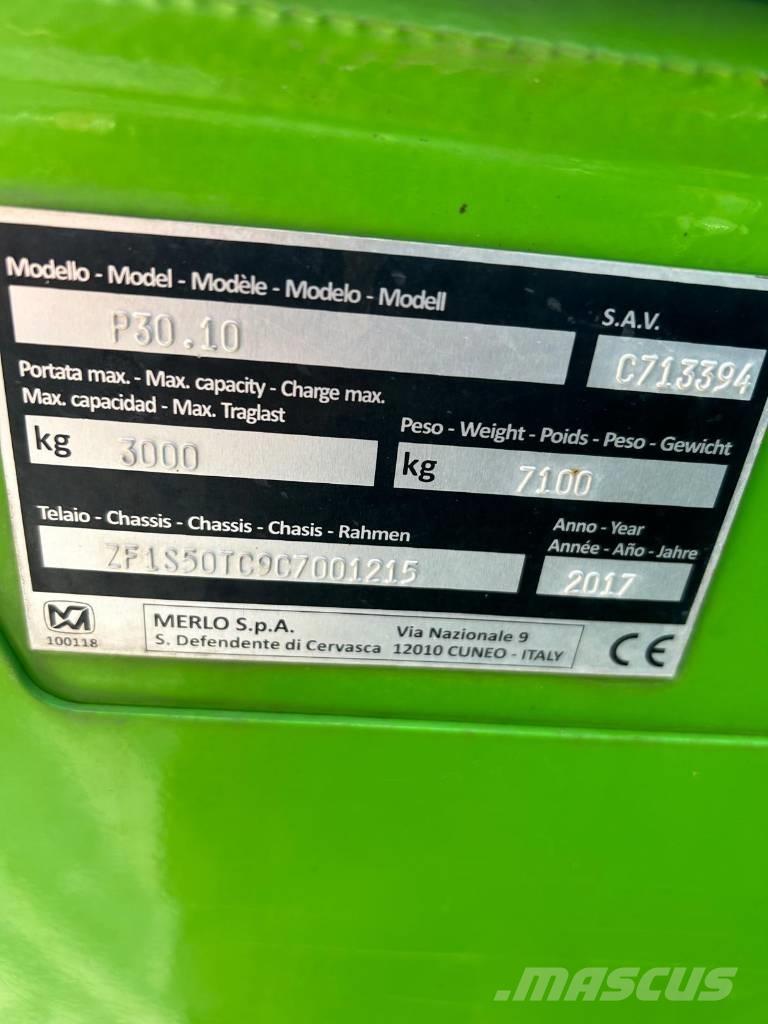 Modello - Model - Modèle - Modelo - Modell
S.A.V.
P30.10
C713394
Portata max. - Max. capacity - Charge max.
Max. capacidad - Max. Traglast
Peso - Weight - Poids - Peso - Gewicht
kg 3000
kg 7100
Telaio - Chassis - Chassis - Chasis - Rahmen
Anno - Year
Année - Año - Jahre
ZF1S50TC9C7001215
2017
100118
MERLO S.p.A.
S. Defendente di Cervasca
Via Nazionale 9
12010 CUNEO - ITALY
CE
MASCUS